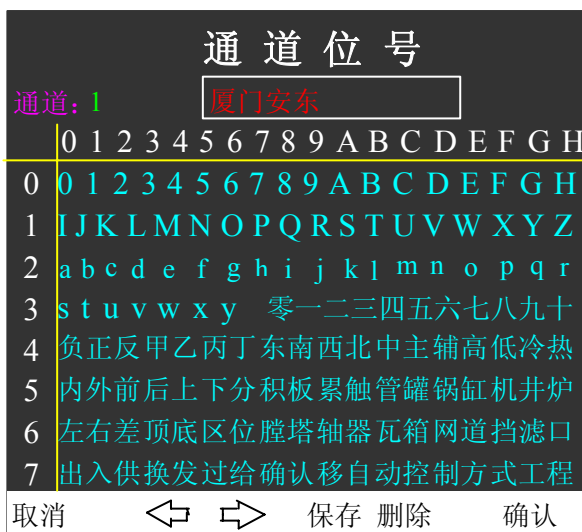 通道位号
通道：1 厦门安东
0 1 2 3 4 5 6 7 8 9 A B C D E F G H
0 0 1 2 3 4 5 6 7 8 9 A B C D E F G H
1 I J K L M N O P Q R S T U V W X Y Z
2 a b c d e f g h i j k l m n o p q r
3 s t u v w x y 零一二三四五六七八九十
4 负正反甲乙丙丁东南西北中主辅高低冷热
5 内外前后上下分积板累触管罐锅缸机井炉
6 左右差顶底区位膛塔轴器瓦箱网道挡滤口
7 出入供换发过给确认移自动控制方式工程
取消 保存 删除 确认